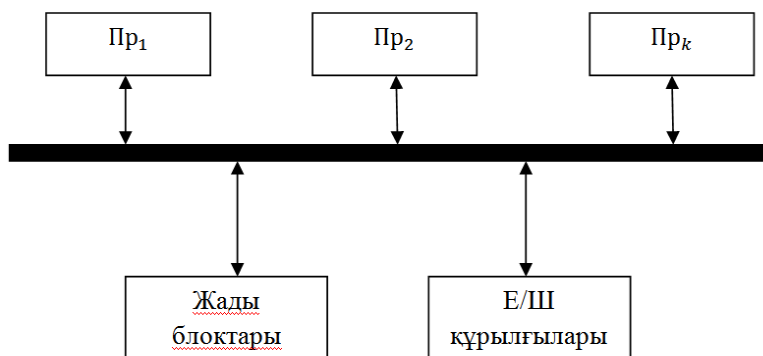 Пр₁
Пр₂
Прₖ
Жады
блоктары
Е/Ш
құрылғылары